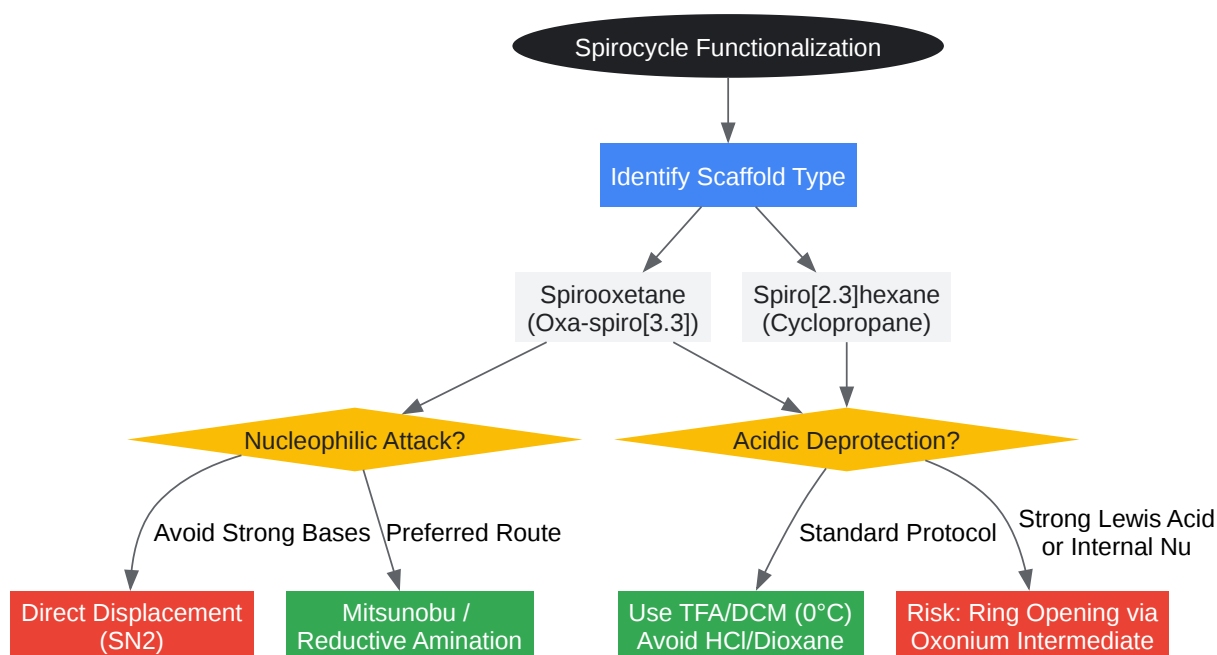 Spirocycle Functionalization
Identify Scaffold Type
Spirooxetane
(Oxa-spiro[3.3])
Spiro[2.3]hexane
(Cyclopropane)
Nucleophilic Attack?
Acidic Deprotection?
Avoid Strong Bases
Preferred Route
Standard Protocol
Strong Lewis Acid
or Internal Nu
Direct Displacement
(SN2)
Mitsunobu /
Reductive Amination
Use TFA/DCM (0°C)
Avoid HCl/Dioxane
Risk: Ring Opening via
Oxonium Intermediate